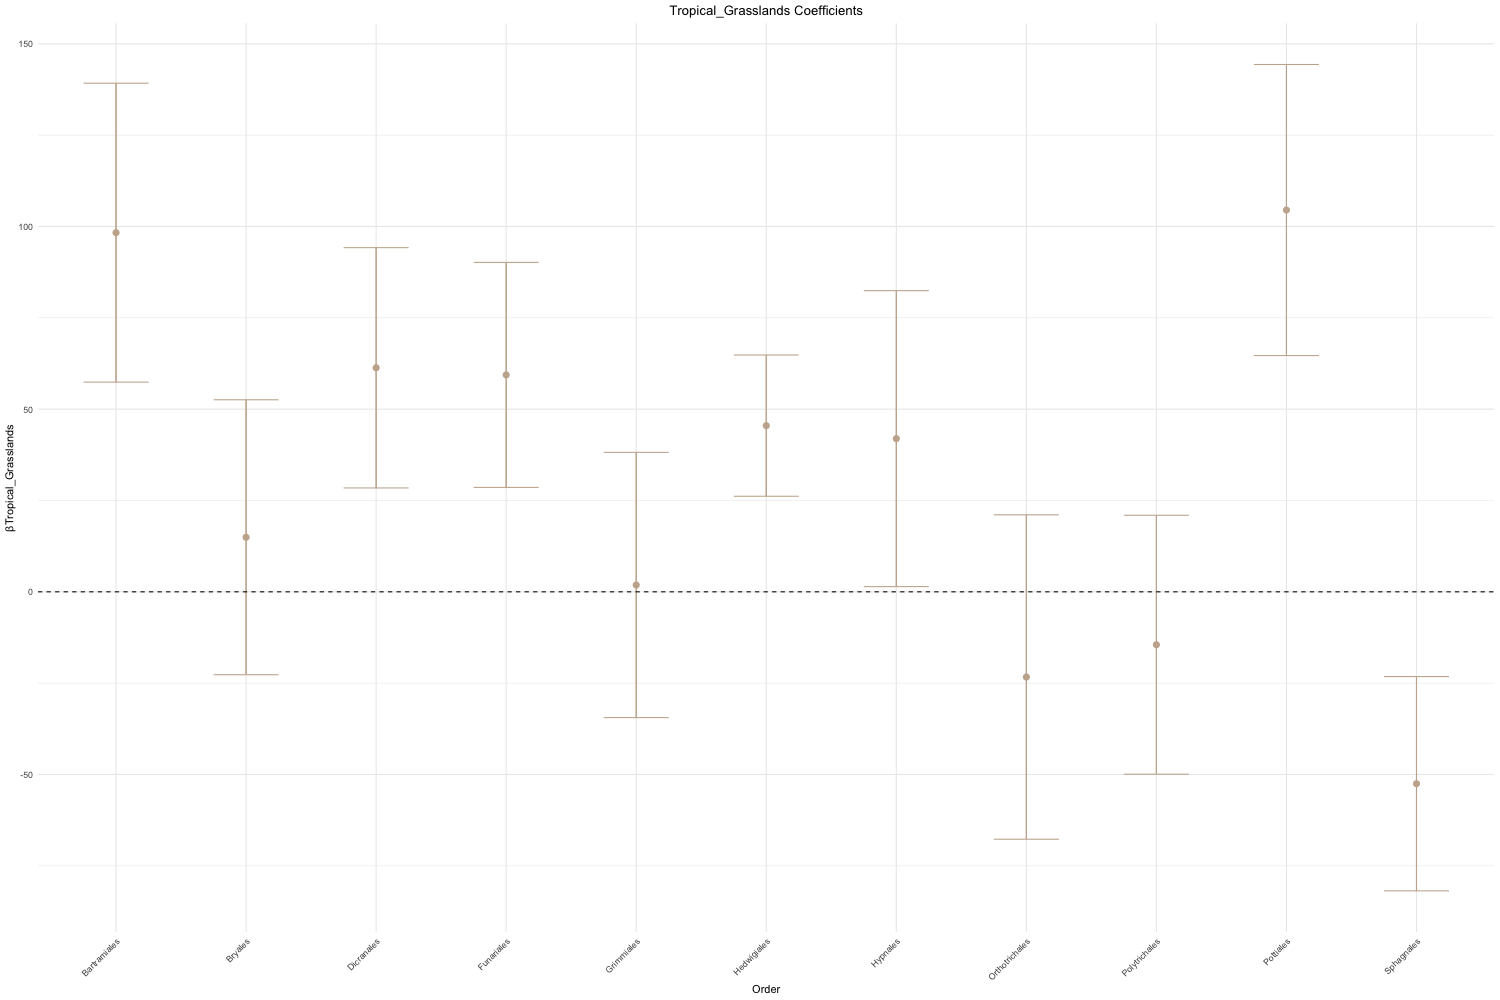 Tropical_Grasslands Coefficients
150
100
50
0
-50
βTropical_Grasslands
Bartramiales
Bryales
Dicranales
Funariales
Grimmiales
Hedwigiales
Hypnales
Orthotrichales
Polytrichales
Pottiales
Sphagnales
Order